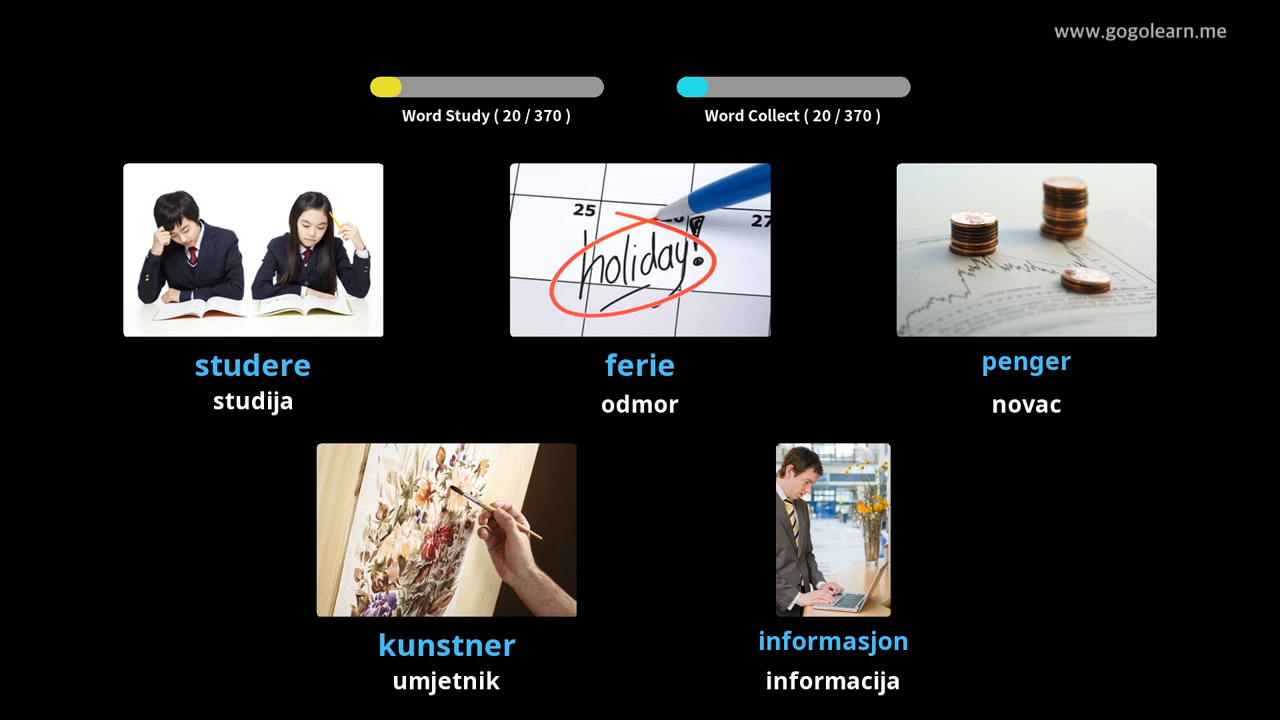 www.gogolearn.me
Word Study ( 20 / 370 )
Word Collect ( 20 / 370 )
25
27
holiday!
studere
studija
ferie
odmor
penger
novac
kunstner
umjetnik
informasjon
informacija